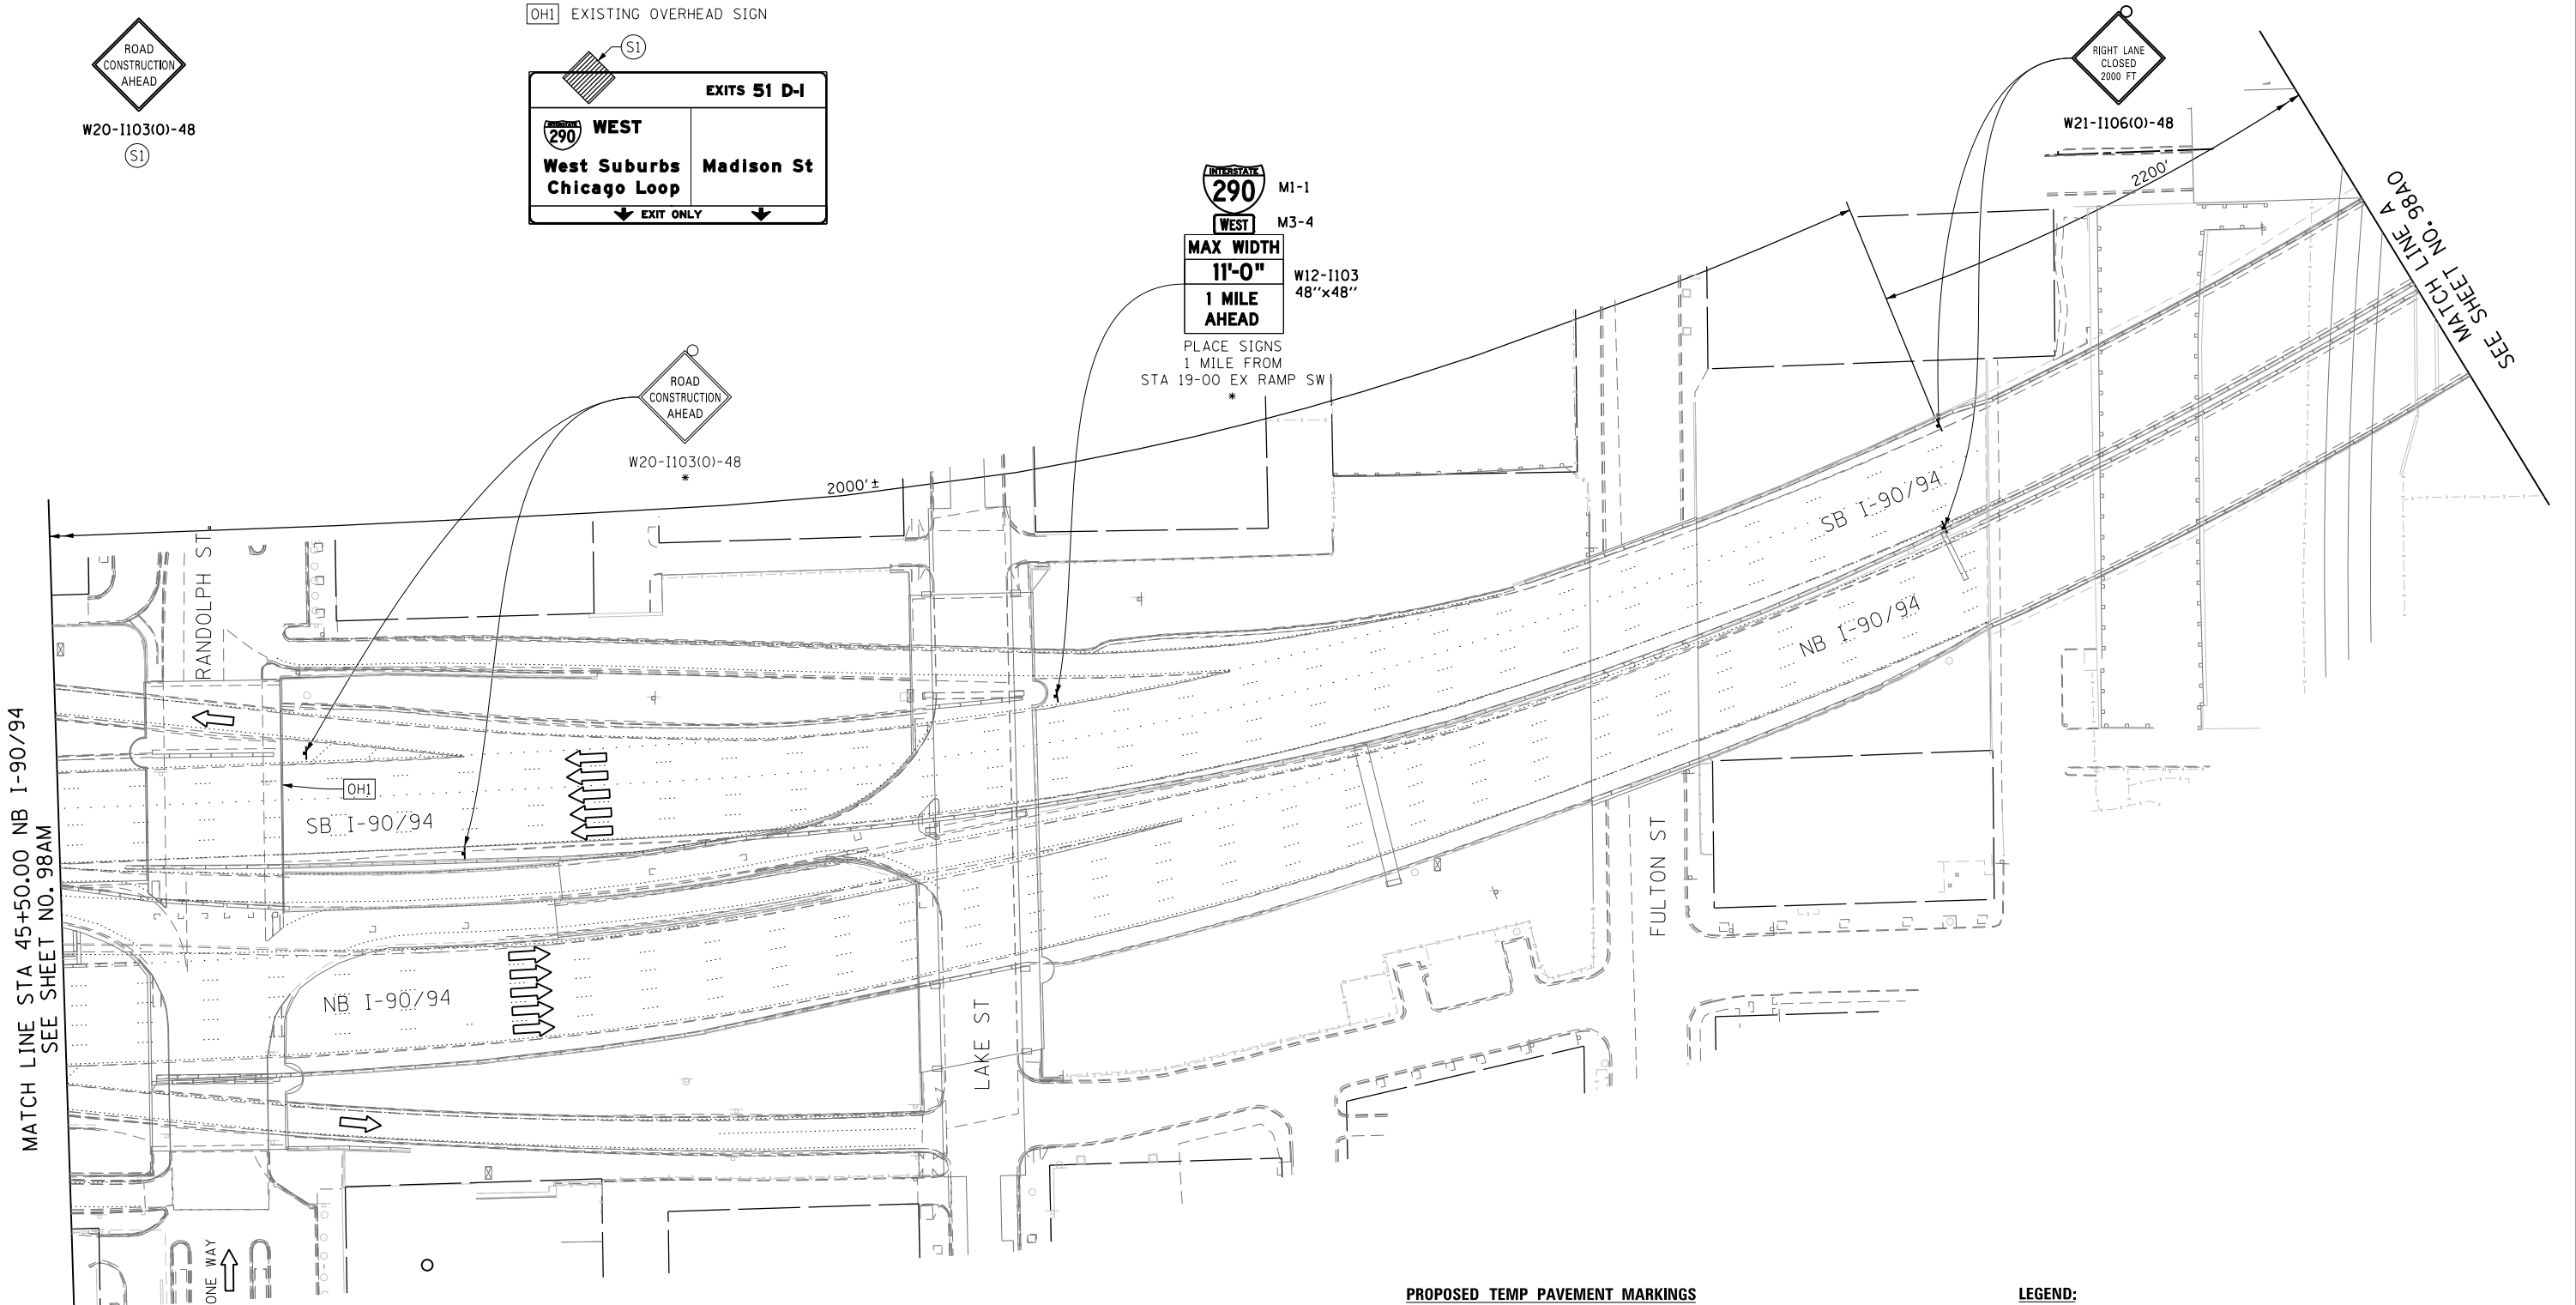 OH1 EXISTING OVERHEAD SIGN
ROAD
CONSTRUCTION
AHEAD
W20-I103(O)-48
S1
S1
EXITS 51 D-I
INTERSTATE
290
WEST
West Suburbs
Chicago Loop
Madison St
EXIT ONLY
INTERSTATE
290
M1-1
WEST
M3-4
MAX WIDTH
11'-0"
1 MILE
AHEAD
W12-I103
48''x48''
PLACE SIGNS
1 MILE FROM
STA 19-00 EX RAMP SW
*
RIGHT LANE
CLOSED
2000 FT
W21-I106(O)-48
2200'
MATCH LINE A
SEE SHEET NO. 98AO
ROAD
CONSTRUCTION
AHEAD
W20-I103(O)-48
*
2000'±
RANDOLPH ST
SB I-90/94
NB I-90/94
OH1
SB I-90/94
NB I-90/94
MATCH LINE STA 45+50.00 NB I-90/94
SEE SHEET NO. 98AM
LAKE ST
FULTON ST
ONE WAY
PROPOSED TEMP PAVEMENT MARKINGS
LEGEND: